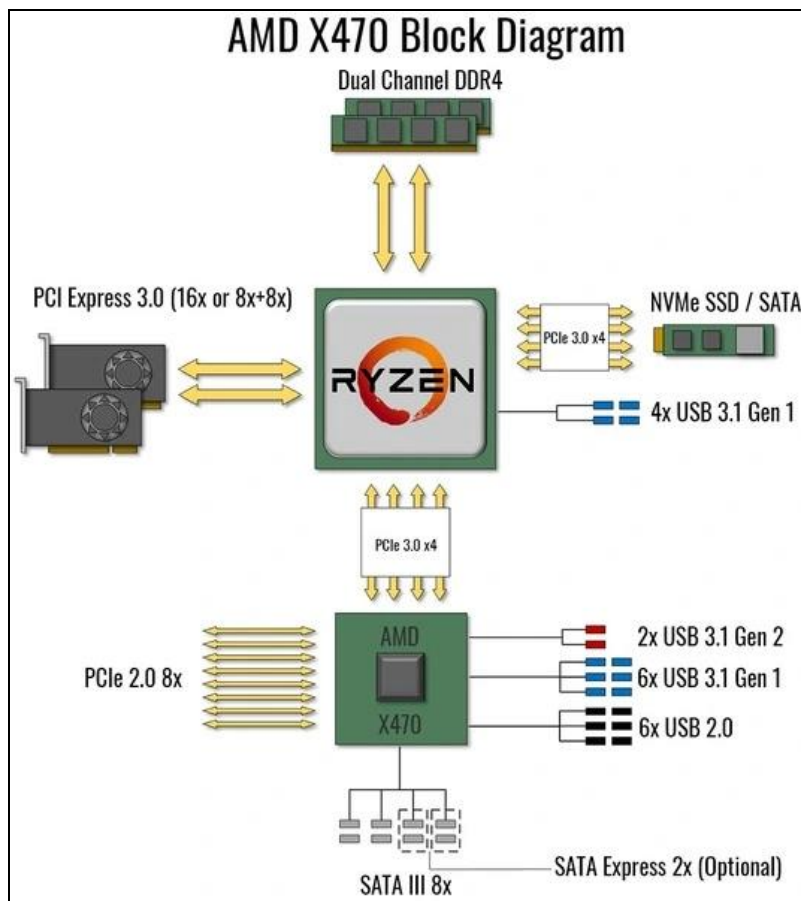 AMD X470 Block Diagram
Dual Channel DDR4
PCI Express 3.0 (16x or 8x+8x)
RYZEN
PCIe 3.0 x4
NVMe SSD / SATA
4x USB 3.1 Gen 1
PCIe 3.0 x4
PCIe 2.0 8x
AMD
X470
2x USB 3.1 Gen 2
6x USB 3.1 Gen 1
6x USB 2.0
SATA III 8x
SATA Express 2x (Optional)